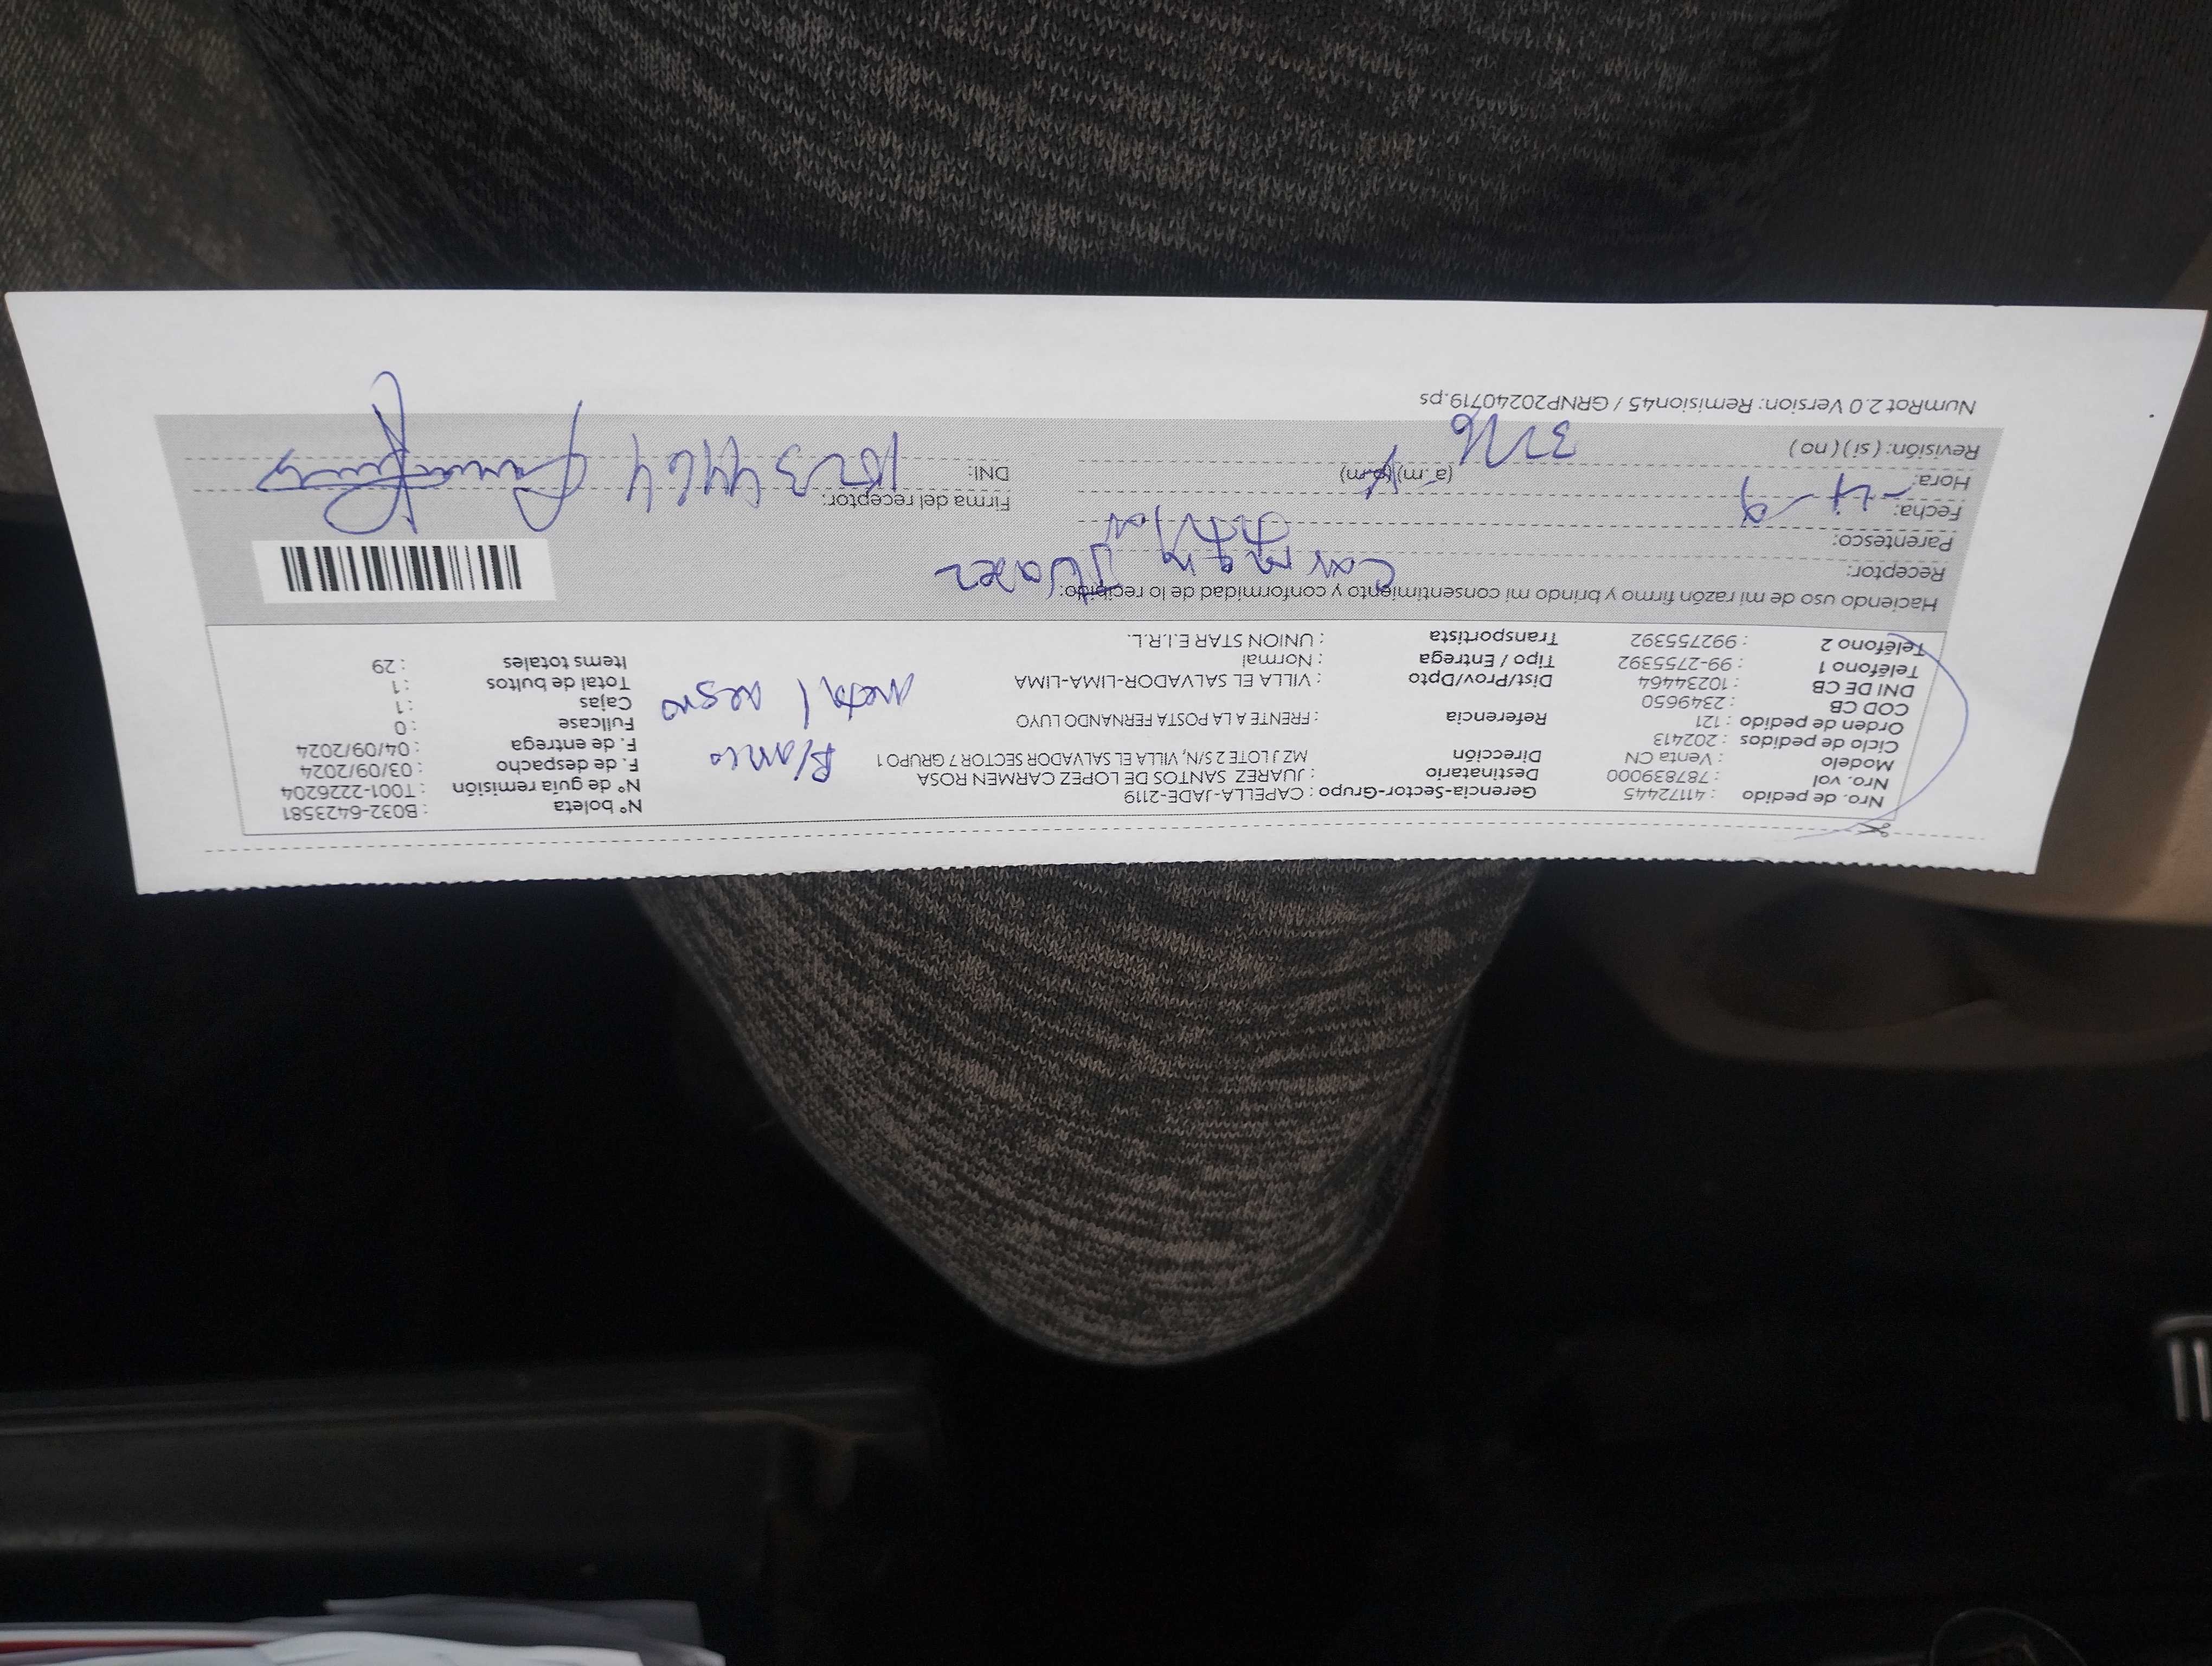 Nro. de pedido : 41172445
Nro. vol : 787839000
Modelo : Venta CN
Ciclo de pedidos : 202413
Orden de pedido : 121
COD CB : 2349650
DNI DE CB : 10234464
Teléfono 1 : 99-2755392
Teléfono 2 : 992755392
Gerencia-Sector-Grupo : CAPELLA-JADE-2119
Destinatario : JUAREZ SANTOS DE LOPEZ CARMEN ROSA
Dirección MZ J LOTE 2 S/N, VILLA EL SALVADOR SECTOR 7 GRUPO 1
Referencia : FRENTE A LA POSTA FERNANDO LUYO
Dist/Prov/Dpto : VILLA EL SALVADOR-LIMA-LIMA
Tipo / Entrega : Normal
Transportista : UNION STAR E.I.R.L.
Blanco
metal negro
N° boleta : B032-6423581
N° de guía remisión : T001-2226204
F. de despacho : 03/09/2024
F. de entrega : 04/09/2024
Fullcase : 0
Cajas : 1
Total de bultos : 1
Items totales : 29
Haciendo uso de mi razón firmo y brindo mi consentimiento y conformidad de lo recibido:
Receptor: Carmen Juarez
Parentesco:
Fecha: 4-9
Hora: (a.m) (p.m)
Revisión: ( si ) ( no )
Firma del receptor:
DNI: 10234464
NumRot 2.0 Version: Remision45 / GRNP20240719.ps